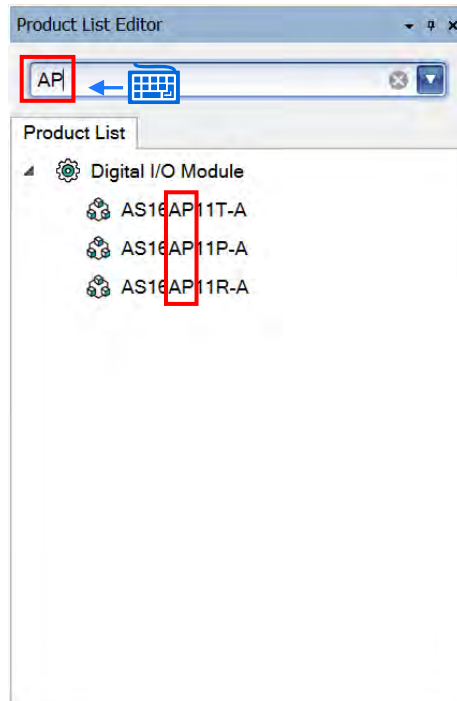 Product List Editor
AP
Product List
Digital I/O Module
AS16AP11T-A
AS16AP11P-A
AS16AP11R-A